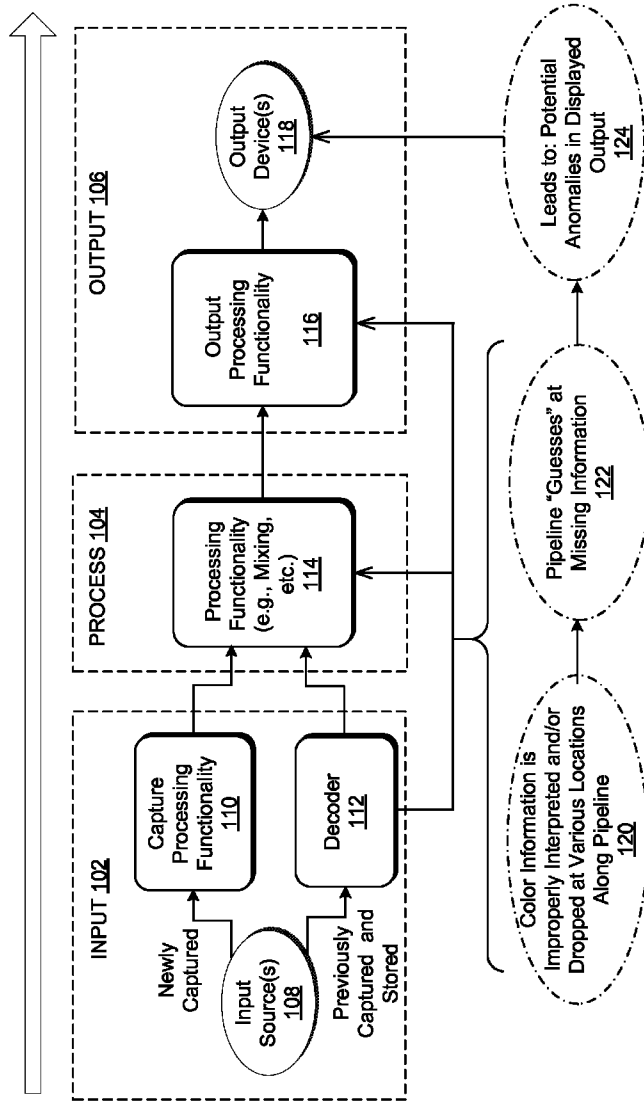 INPUT 102
Newly
Captured
Input
Source(s)
108
Previously
Captured and
Stored
Capture
Processing
Functionality
110
Decoder
112
PROCESS 104
Processing
Functionality
(e.g., Mixing,
etc.)
114
OUTPUT 106
Output
Processing
Functionality
116
Output
Device(s)
118
Color Information is
Improperly Interpreted and/or
Dropped at Various Locations
Along Pipeline
120
Pipeline "Guesses" at
Missing Information
122
Leads to: Potential
Anomalies in Displayed
Output
124